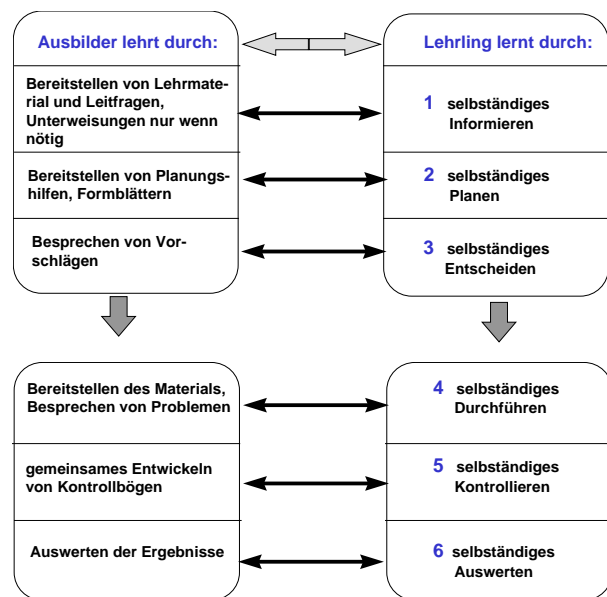 Ausbilder lehrt durch:
Lehrling lernt durch:
Bereitstellen von Lehrmate-
rial und Leitfragen,
Unterweisungen nur wenn
nötig
1 selbständiges
Informieren
Bereitstellen von Planungs-
hilfen, Formblättern
2 selbständiges
Planen
Besprechen von Vor-
schlägen
3 selbständiges
Entscheiden
Bereitstellen des Materials,
Besprechen von Problemen
4 selbständiges
Durchführen
gemeinsames Entwickeln
von Kontrollbögen
5 selbständiges
Kontrollieren
Auswerten der Ergebnisse
6 selbständiges
Auswerten